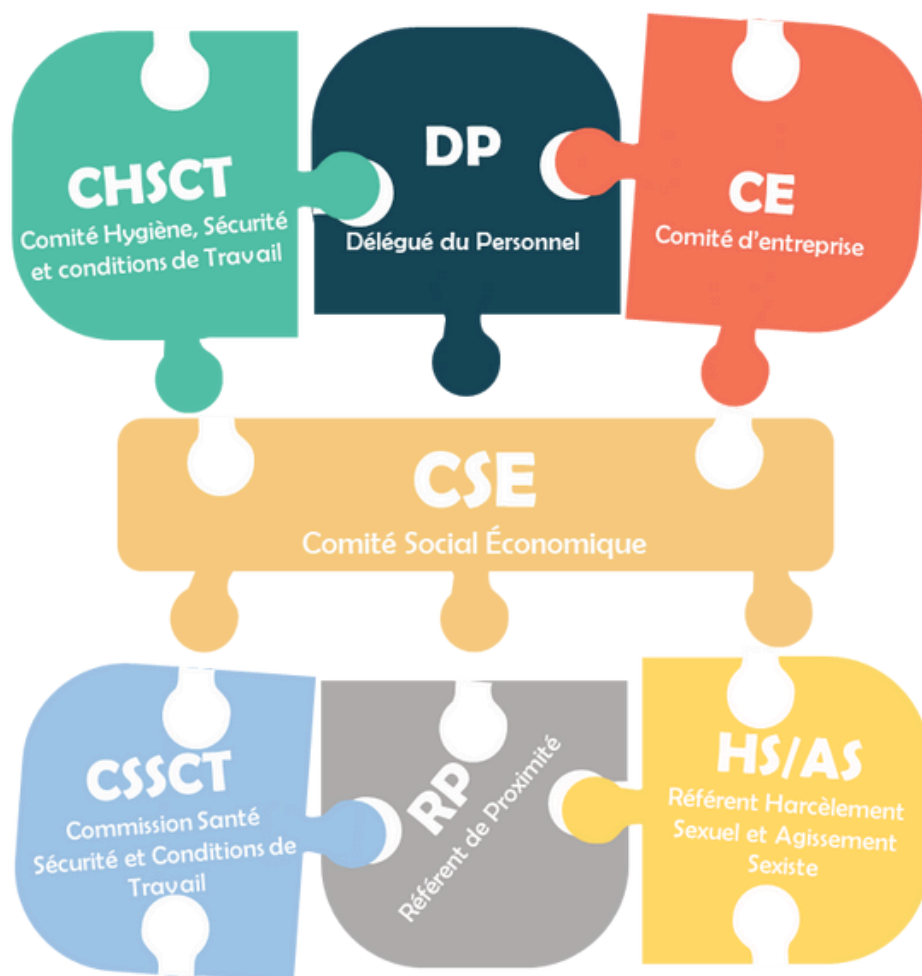 CHSCT
Comité Hygiène, Sécurité
et conditions de Travail
DP
Délégué du Personnel
CE
Comité d'entreprise
CSE
Comité Social Économique
CSSCT
Commission Santé
Sécurité et Conditions de
Travail
RP
Référent de Proximité
HS/AS
Référent Harcèlement
Sexuel et Agissement
Sexiste